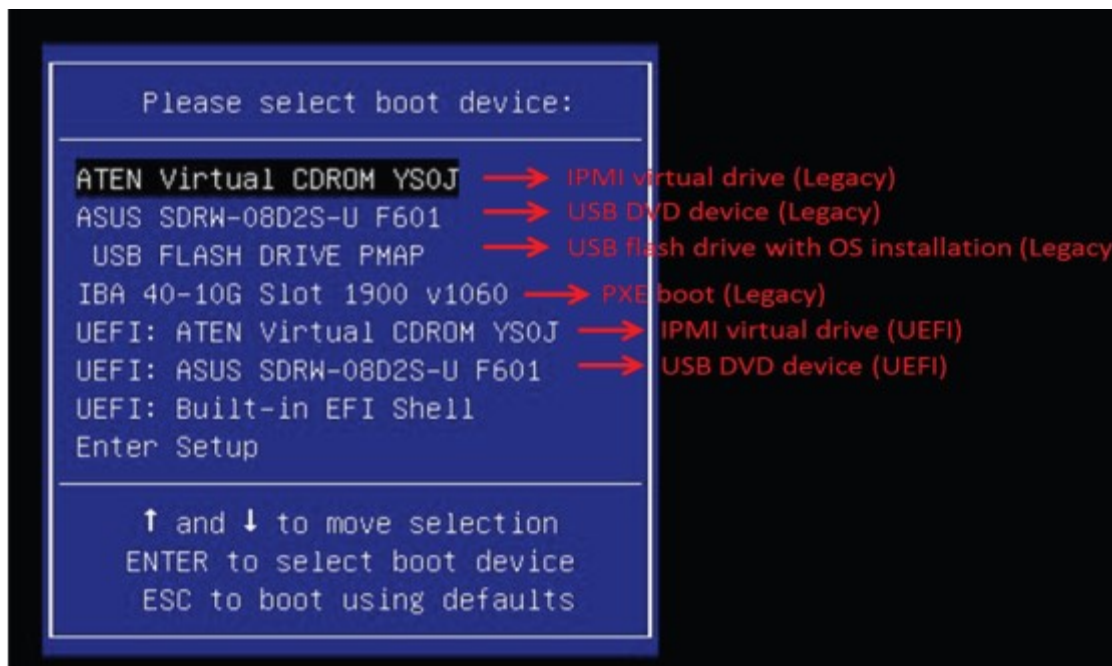 Please select boot device:
ATEN Virtual CDROM YS0J → IPMI virtual drive (Legacy)
ASUS SDRW-08D2S-U F601 → USB DVD device (Legacy)
USB FLASH DRIVE PMAP → USB flash drive with OS installation (Legacy
IBA 40-10G Slot 1900 v1060 → PXE boot (Legacy)
UEFI: ATEN Virtual CDROM YS0J → IPMI virtual drive (UEFI)
UEFI: ASUS SDRW-08D2S-U F601 → USB DVD device (UEFI)
UEFI: Built-in EFI Shell
Enter Setup
↑ and ↓ to move selection
ENTER to select boot device
ESC to boot using defaults